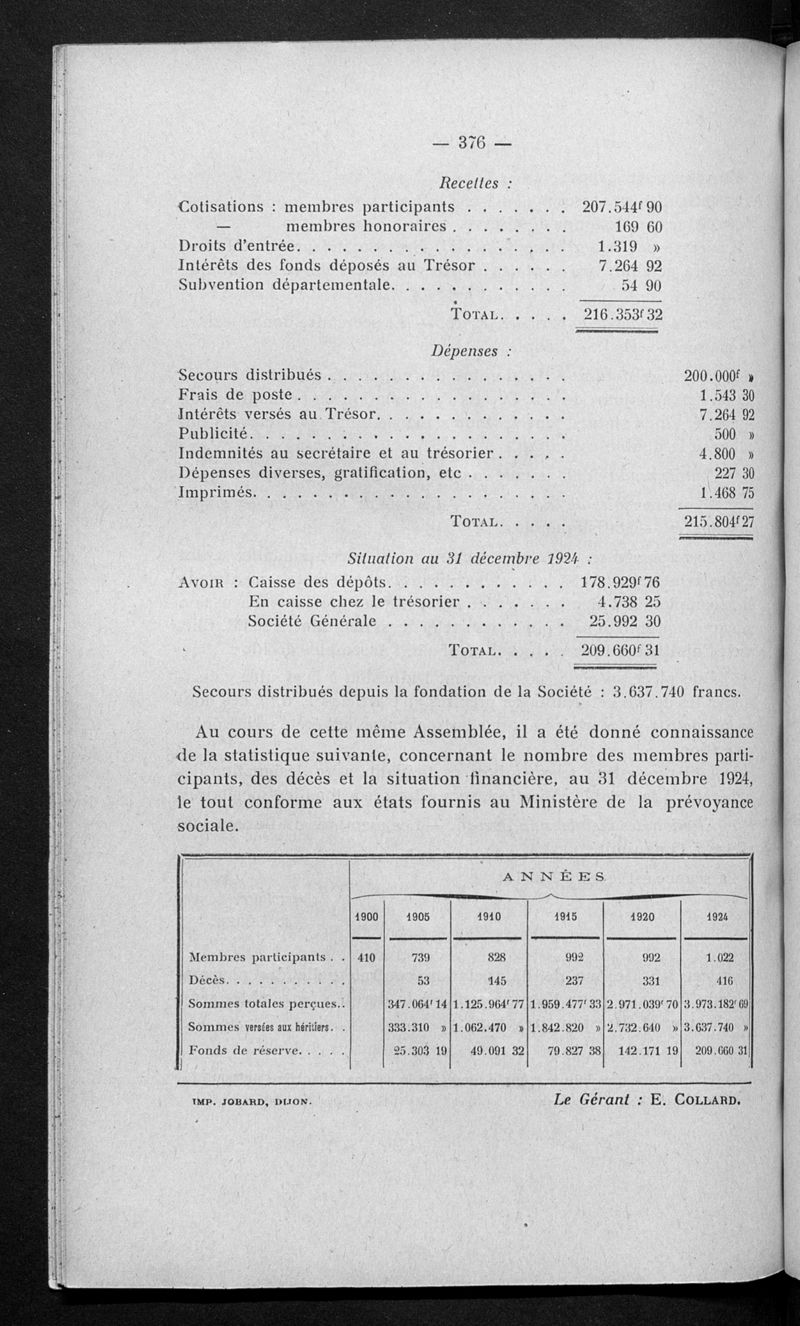 — 376 —
Recettes :
Cotisations : membres participants . . . . . . . 207.544f 90
— membres honoraires . . . . . . . . 169 60
Droits d'entrée. . . . . . . . . . . . . . . . . . 1.319 »
Intérêts des fonds déposés au Trésor . . . . . . 7.264 92
Subvention départementale. . . . . . . . . . . . 54 90
TOTAL. . . . . 216.353f 32
Dépenses :
Secours distribués . . . . . . . . . . . . . . . . 200.000f »
Frais de poste . . . . . . . . . . . . . . . . . . 1.543 30
Intérêts versés au Trésor. . . . . . . . . . . . . 7.264 92
Publicité. . . . . . . . . . . . . . . . . . . . . 500 »
Indemnités au secrétaire et au trésorier . . . . . 4.800 »
Dépenses diverses, gratification, etc . . . . . . . 227 30
Imprimés. . . . . . . . . . . . . . . . . . . . . 1.468 75
TOTAL. . . . . 215.804f 27
Situation au 31 décembre 1924 :
AVOIR : Caisse des dépôts. . . . . . . . . . . . 178.929f 76
En caisse chez le trésorier . . . . . . . 4.738 25
Société Générale . . . . . . . . . . . . 25.992 30
TOTAL. . . . . 209.660f 31
Secours distribués depuis la fondation de la Société : 3.637.740 francs.
Au cours de cette même Assemblée, il a été donné connaissance
de la statistique suivante, concernant le nombre des membres parti-
cipants, des décès et la situation financière, au 31 décembre 1924,
le tout conforme aux états fournis au Ministère de la prévoyance
sociale.
ANNÉES
1900 1905 1910 1915 1920 1924
Membres participants . . 410 739 828 992 992 1.022
Décès. . . . . . . . . . . 53 145 237 331 416
Sommes totales perçues. . 347.064f 14 1.125.964f 77 1.959.477f 33 2.971.039f 70 3.973.182f 69
Sommes versées aux héritiers. . 333.310 » 1.062.470 » 1.842.820 » 2.732.640 » 3.637.740 »
Fonds de réserve. . . . . 25.303 19 49.091 32 79.827 38 142.171 19 209.660 31
IMP. JOBARD, DIJON. Le Gérant : E. COLLARD.